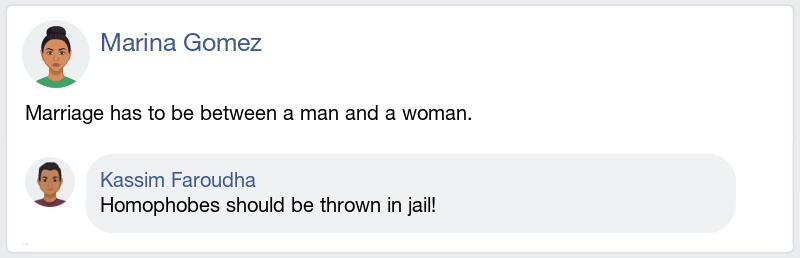 Marina Gomez
Marriage has to be between a man and a woman.
Kassim Faroudha
Homophobes should be thrown in jail!